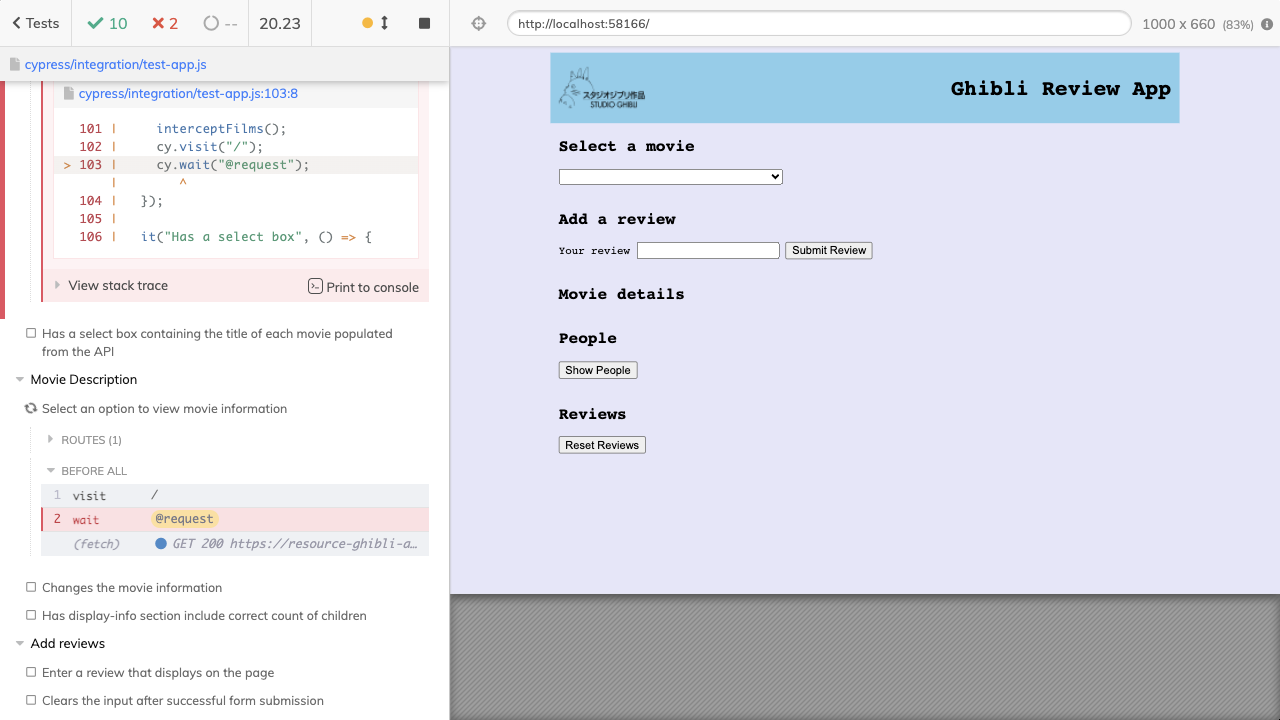 Tests
10
2
--
20.23
http://localhost:58166/
1000 x 660 (83%)
cypress/integration/test-app.js
cypress/integration/test-app.js:103:8
101 | interceptFilms();
102 | cy.visit("/");
> 103 | cy.wait("@request");
| ^
104 | });
105 |
106 | it("Has a select box", () => {
View stack trace
Print to console
Has a select box containing the title of each movie populated
from the API
Movie Description
Select an option to view movie information
ROUTES (1)
BEFORE ALL
1 visit /
2 wait @request
(fetch) GET 200 https://resource-ghibli-a…
Changes the movie information
Has display-info section include correct count of children
Add reviews
Enter a review that displays on the page
Clears the input after successful form submission
スタジオジブリ作品
STUDIO GHIBLI
Ghibli Review App
Select a movie
Add a review
Your review
Submit Review
Movie details
People
Show People
Reviews
Reset Reviews